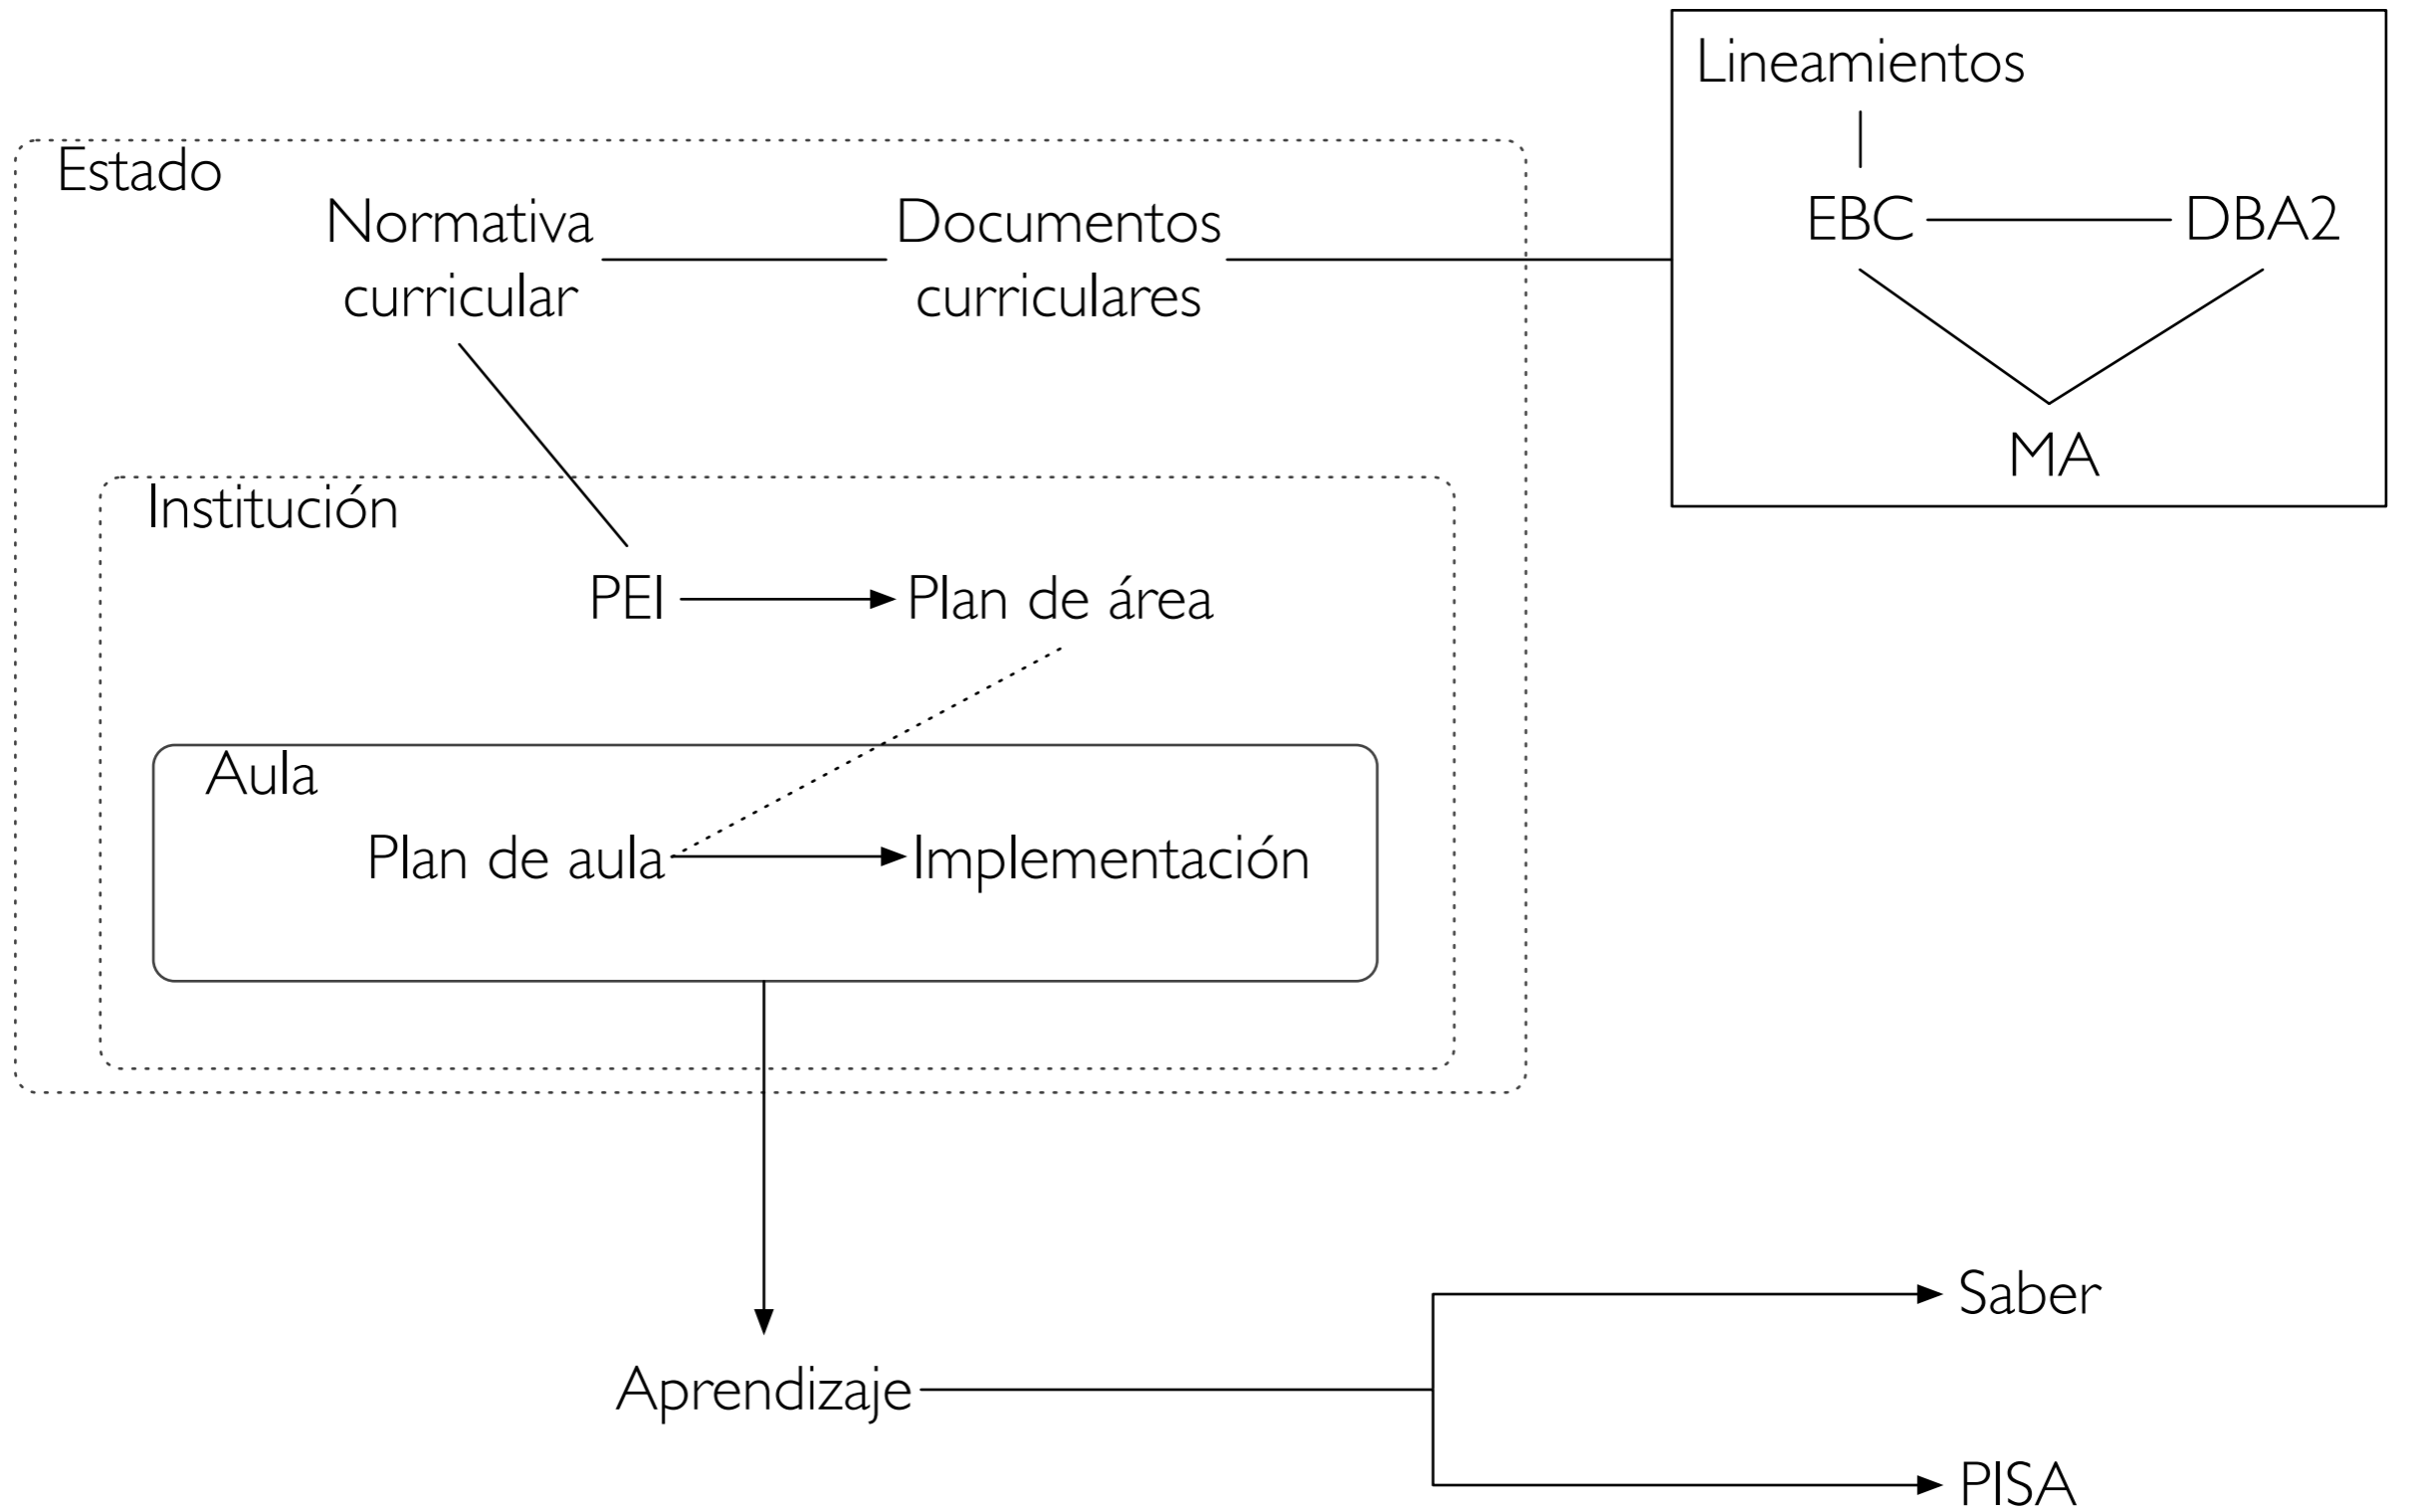 Lineamientos
EBC
DBA2
MA
Estado
Normativa
curricular
Documentos
curriculares
Institución
PEI
Plan de área
Aula
Plan de aula
Implementación
Aprendizaje
Saber
PISA